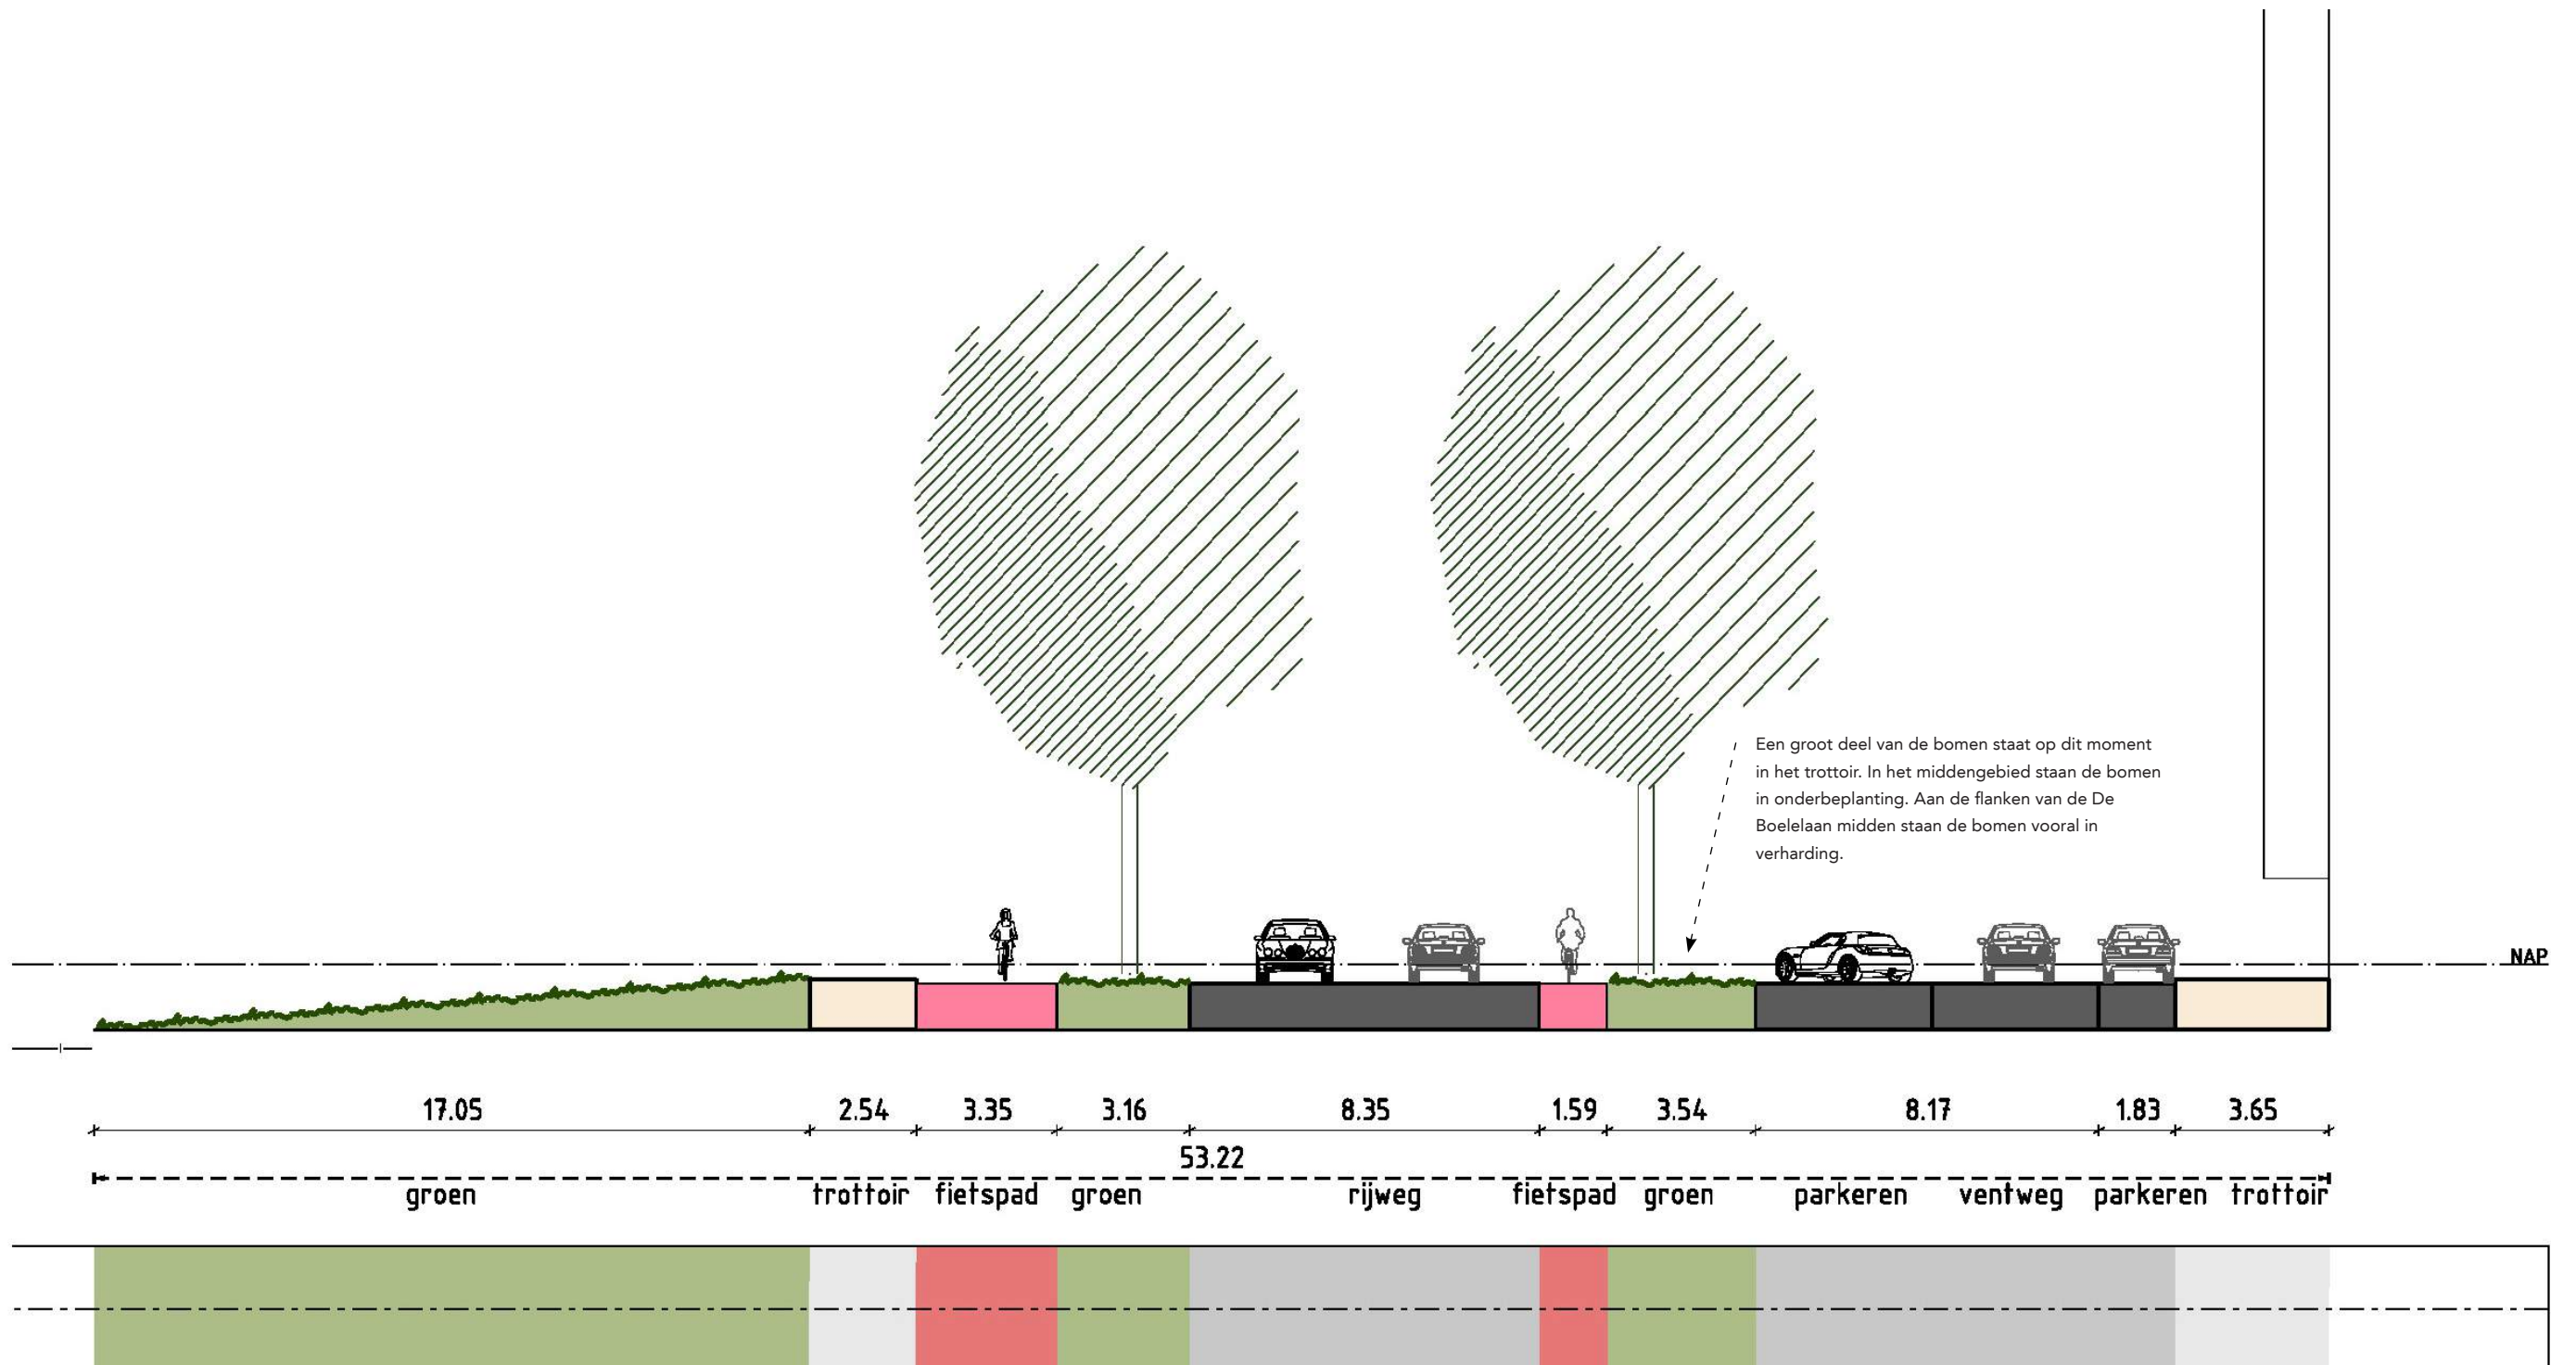 Een groot deel van de bomen staat op dit moment
in het trottoir. In het middengebied staan de bomen
in onderbeplanting. Aan de flanken van de De
Boelelaan midden staan de bomen vooral in
verharding.
NAP
17.05 2.54 3.35 3.16 8.35 1.59 3.54 8.17 1.83 3.65
53.22
groen trottoir fietspad groen rijweg fietspad groen parkeren ventweg parkeren trottoir